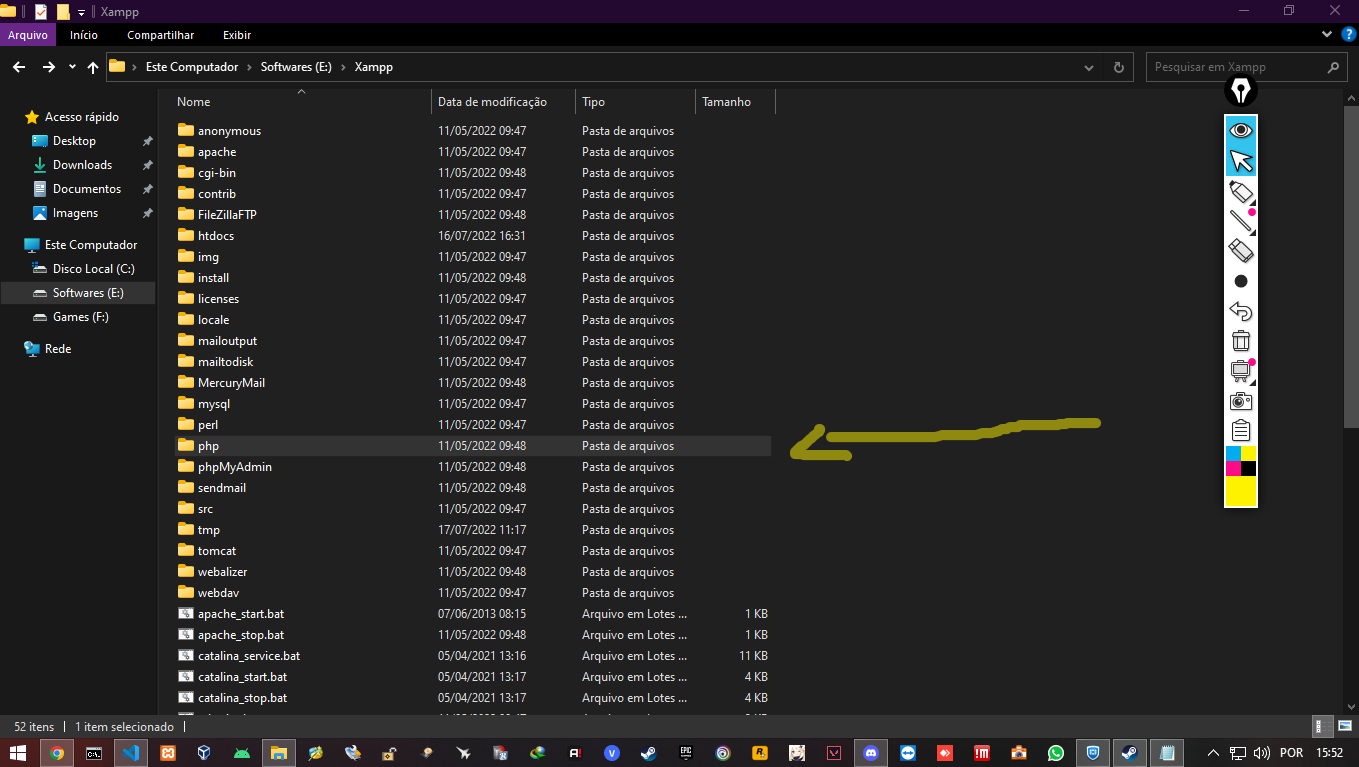 Xampp
Arquivo Início Compartilhar Exibir
Este Computador Softwares (E:) Xampp Pesquisar em Xampp
Nome Data de modificação Tipo Tamanho
Acesso rápido
Desktop
Downloads
Documentos
Imagens
Este Computador
Disco Local (C:)
Softwares (E:)
Games (F:)
Rede
anonymous 11/05/2022 09:47 Pasta de arquivos
apache 11/05/2022 09:47 Pasta de arquivos
cgi-bin 11/05/2022 09:48 Pasta de arquivos
contrib 11/05/2022 09:47 Pasta de arquivos
FileZillaFTP 11/05/2022 09:48 Pasta de arquivos
htdocs 16/07/2022 16:31 Pasta de arquivos
img 11/05/2022 09:47 Pasta de arquivos
install 11/05/2022 09:48 Pasta de arquivos
licenses 11/05/2022 09:47 Pasta de arquivos
locale 11/05/2022 09:47 Pasta de arquivos
mailoutput 11/05/2022 09:47 Pasta de arquivos
mailtodisk 11/05/2022 09:47 Pasta de arquivos
MercuryMail 11/05/2022 09:48 Pasta de arquivos
mysql 11/05/2022 09:47 Pasta de arquivos
perl 11/05/2022 09:47 Pasta de arquivos
php 11/05/2022 09:48 Pasta de arquivos
phpMyAdmin 11/05/2022 09:48 Pasta de arquivos
sendmail 11/05/2022 09:48 Pasta de arquivos
src 11/05/2022 09:47 Pasta de arquivos
tmp 17/07/2022 11:17 Pasta de arquivos
tomcat 11/05/2022 09:47 Pasta de arquivos
webalizer 11/05/2022 09:48 Pasta de arquivos
webdav 11/05/2022 09:47 Pasta de arquivos
apache_start.bat 07/06/2013 08:15 Arquivo em Lotes ... 1 KB
apache_stop.bat 11/05/2022 09:48 Arquivo em Lotes ... 1 KB
catalina_service.bat 05/04/2021 13:16 Arquivo em Lotes ... 11 KB
catalina_start.bat 05/04/2021 13:17 Arquivo em Lotes ... 4 KB
catalina_stop.bat 05/04/2021 13:17 Arquivo em Lotes ... 4 KB
52 itens 1 item selecionado
POR 15:52